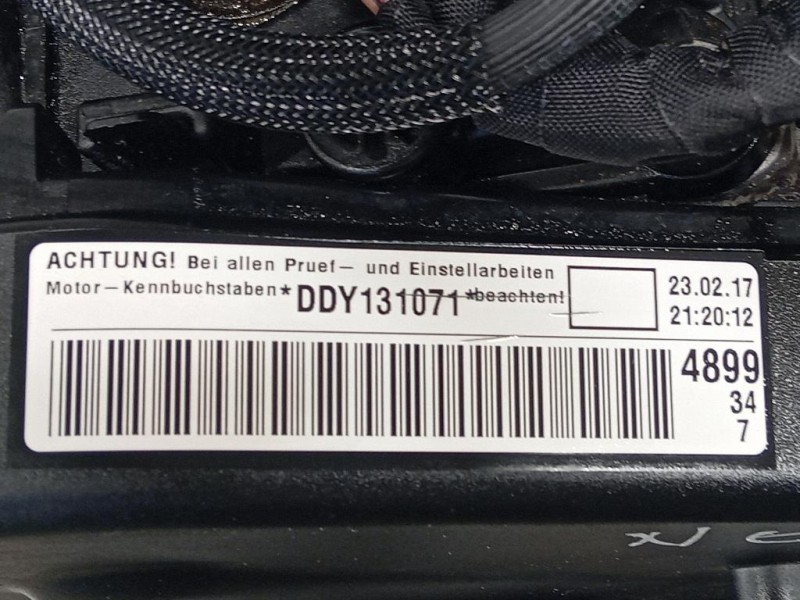 ACHTUNG! Bei allen Pruef- und Einstellarbeiten
Motor-Kennbuchstaben*DDY131071*beachten!
23.02.17
21:20:12
4899
34
7